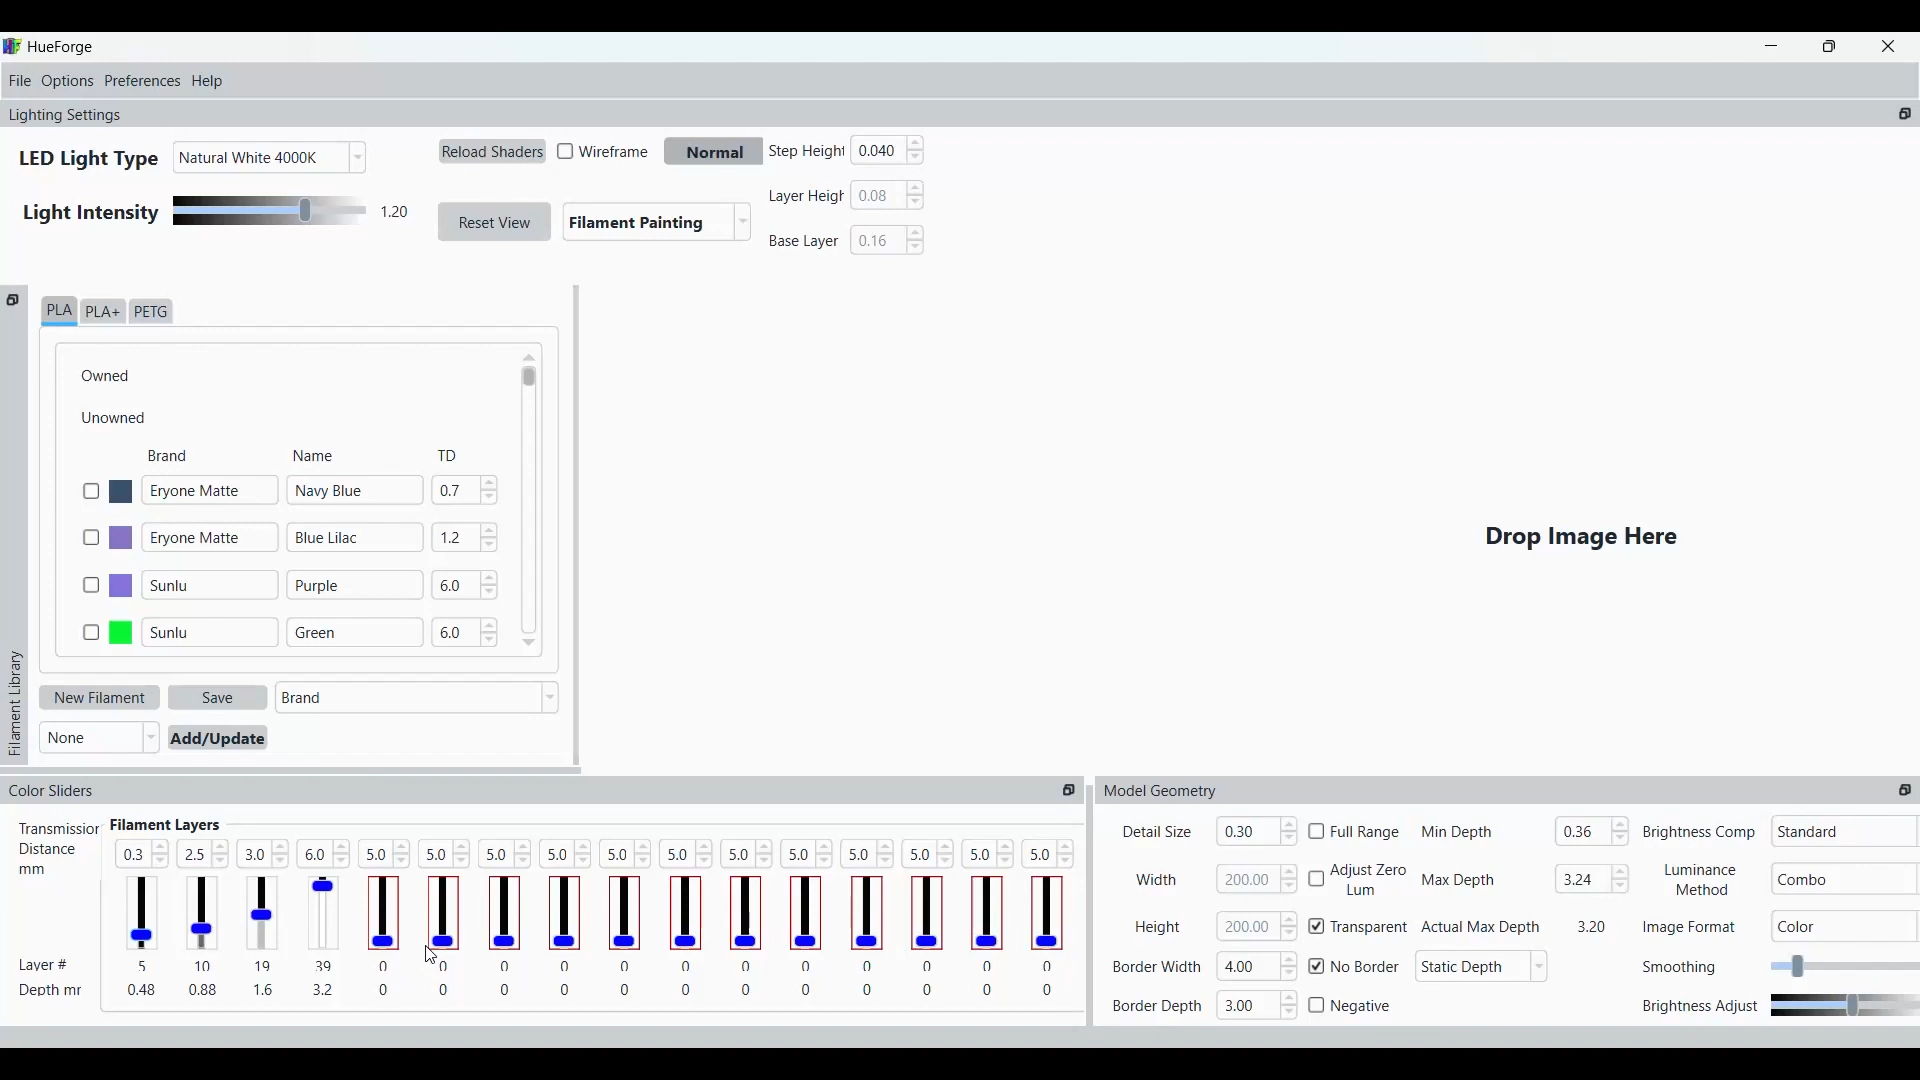 HueForge
File Options Preferences Help
Lighting Settings
LED Light Type Natural White 4000K
Light Intensity 1.20
Reload Shaders Wireframe Normal
Reset View Filament Painting
Step Height 0.040
Layer Heigh 0.08
Base Layer 0.16
Filament Library
PLA PLA+ PETG
Owned
Unowned
Brand Name TD
Eryone Matte Navy Blue 0.7
Eryone Matte Blue Lilac 1.2
Sunlu Purple 6.0
Sunlu Green 6.0
New Filament Save Brand
None Add/Update
Drop Image Here
Color Sliders
Filament Layers
Transmission
Distance
mm
0.3 2.5 3.0 6.0 5.0 5.0 5.0 5.0 5.0 5.0 5.0 5.0 5.0 5.0 5.0 5.0
Layer # 5 10 19 39 0 0 0 0 0 0 0 0 0 0 0 0
Depth mr 0.48 0.88 1.6 3.2 0 0 0 0 0 0 0 0 0 0 0 0
Model Geometry
Detail Size 0.30 Full Range Min Depth 0.36 Brightness Comp Standard
Width 200.00 Adjust Zero Lum Max Depth 3.24 Luminance Method Combo
Height 200.00 Transparent Actual Max Depth 3.20 Image Format Color
Border Width 4.00 No Border Static Depth Smoothing
Border Depth 3.00 Negative Brightness Adjust